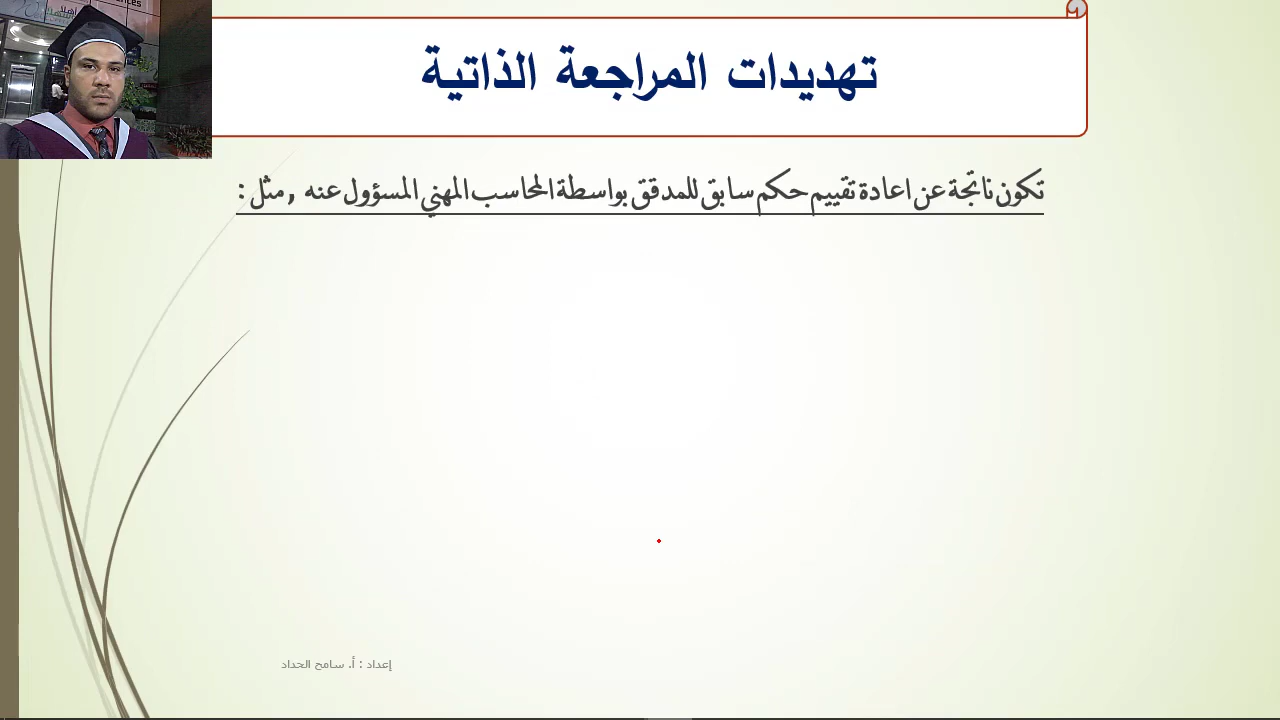 تهديدات المراجعة الذاتية
تكون ناتجة عن اعادة تقييم حكم سابق للمدقق بواسطة المحاسب المهني المسؤول عنه , مثل :
إعداد : أ. سامح الحداد